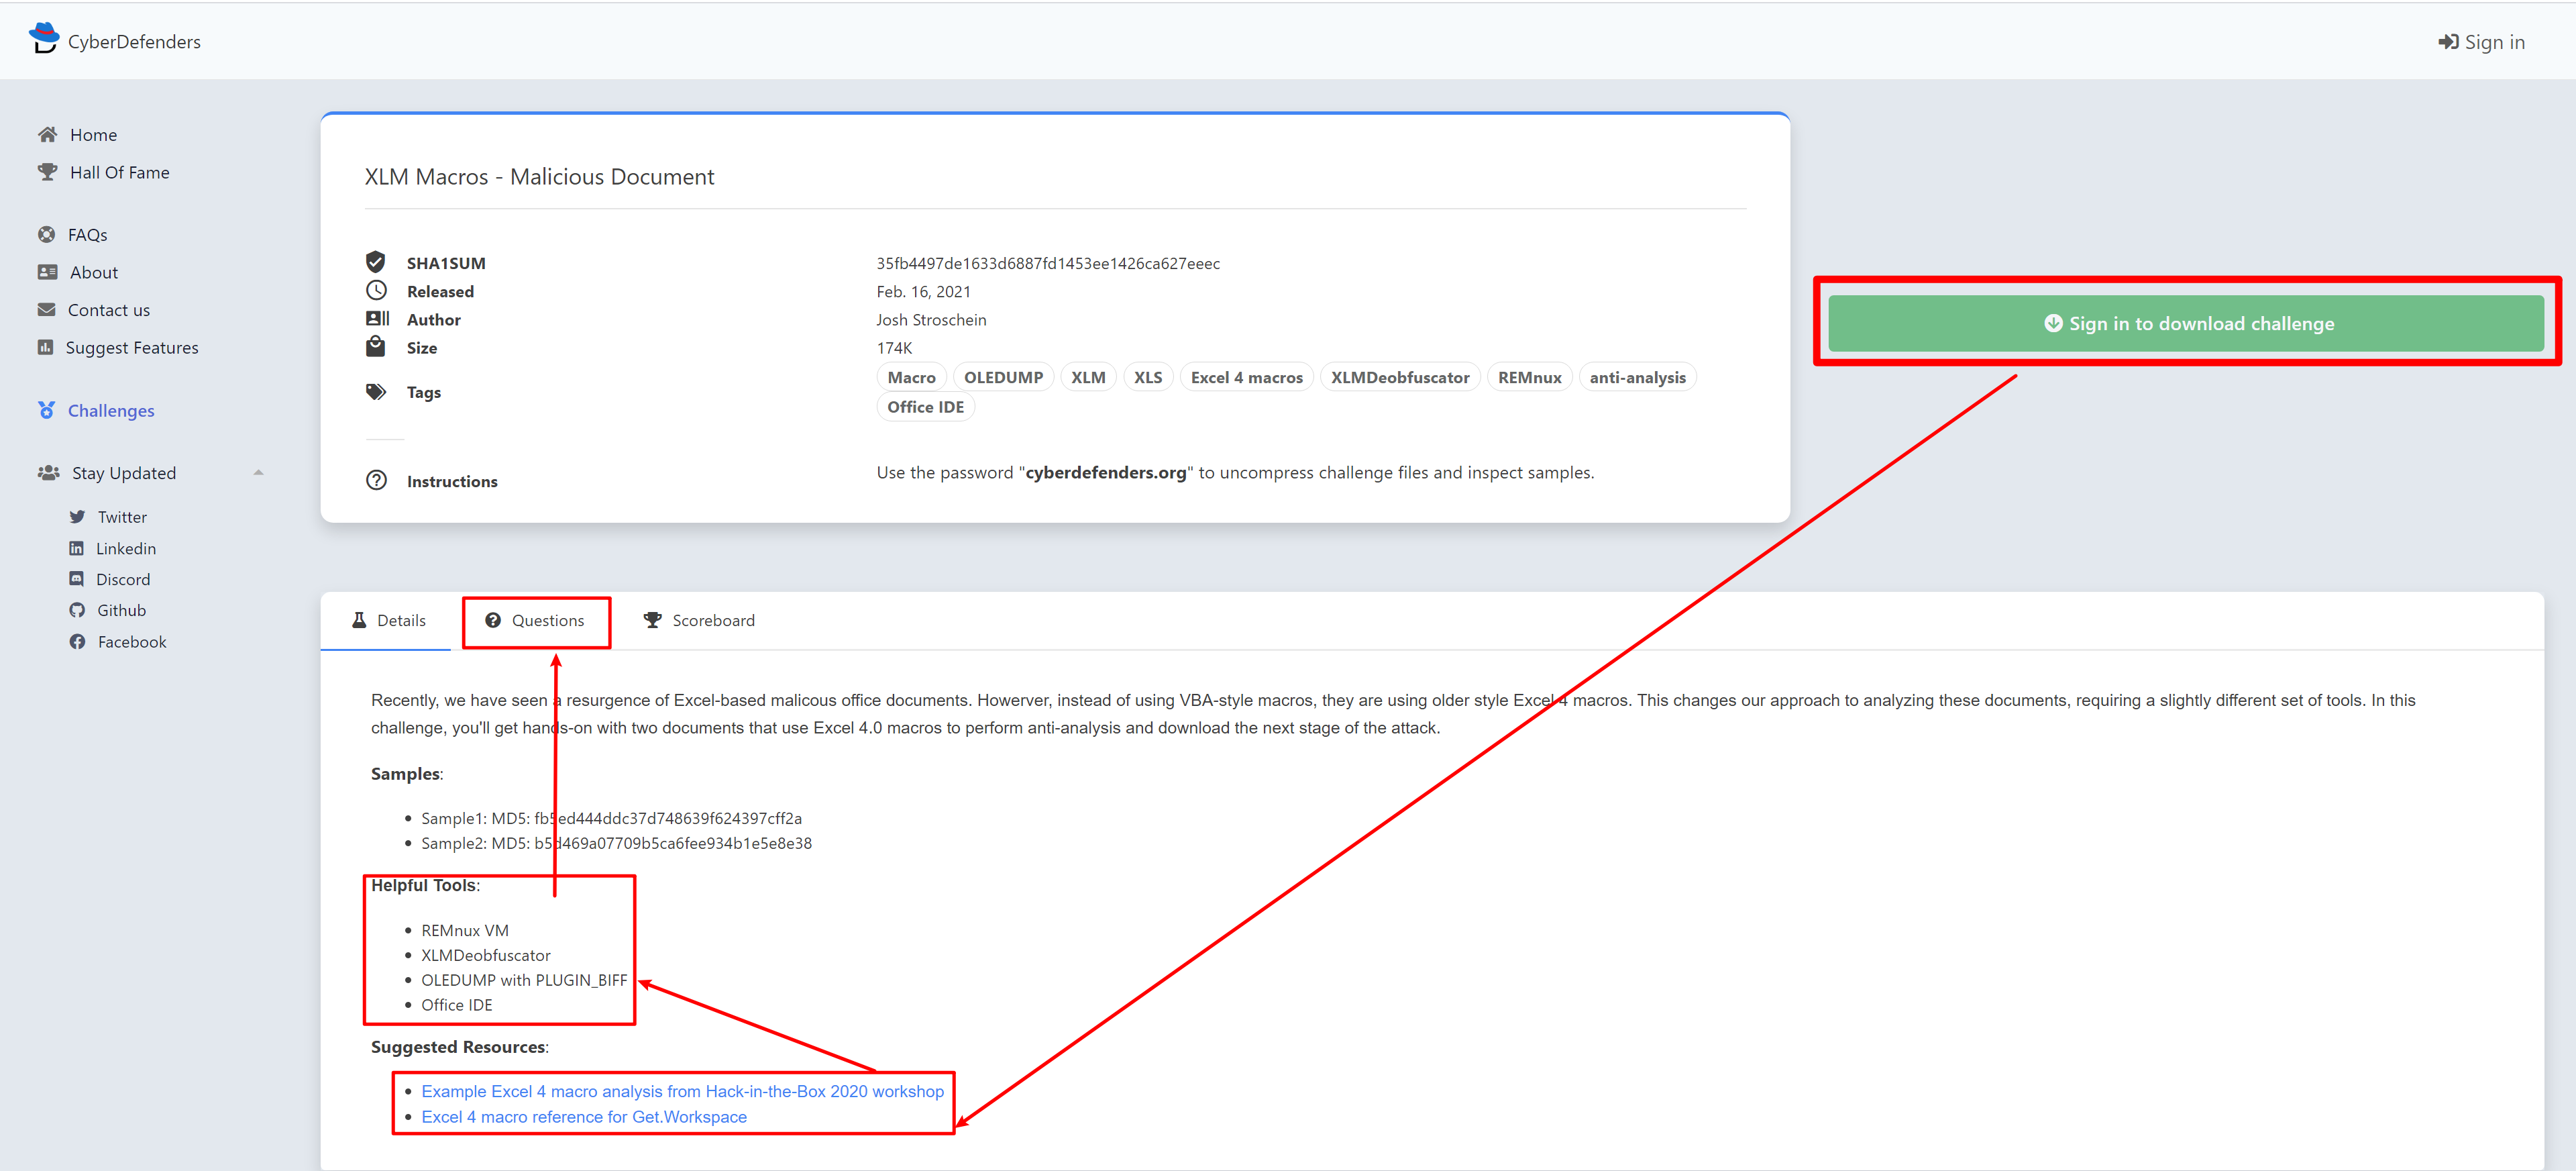 CyberDefenders
Sign in
Home
Hall Of Fame
FAQs
About
Contact us
Suggest Features
Challenges
Stay Updated
Twitter
Linkedin
Discord
Github
Facebook
XLM Macros - Malicious Document
SHA1SUM 35fb4497de1633d6887fd1453ee1426ca627eeec
Released Feb. 16, 2021
Author Josh Stroschein
Size 174K
Tags Macro OLEDUMP XLM XLS Excel 4 macros XLMDeobfuscator REMnux anti-analysis
Office IDE
Instructions Use the password "cyberdefenders.org" to uncompress challenge files and inspect samples.
Sign in to download challenge
Details Questions Scoreboard
Recently, we have seen a resurgence of Excel-based malicous office documents. Howerver, instead of using VBA-style macros, they are using older style Excel 4 macros. This changes our approach to analyzing these documents, requiring a slightly different set of tools. In this
challenge, you'll get hands-on with two documents that use Excel 4.0 macros to perform anti-analysis and download the next stage of the attack.
Samples:
Sample1: MD5: fb5ed444ddc37d748639f624397cff2a
Sample2: MD5: b5d469a07709b5ca6fee934b1e5e8e38
Helpful Tools:
REMnux VM
XLMDeobfuscator
OLEDUMP with PLUGIN_BIFF
Office IDE
Suggested Resources:
Example Excel 4 macro analysis from Hack-in-the-Box 2020 workshop
Excel 4 macro reference for Get.Workspace